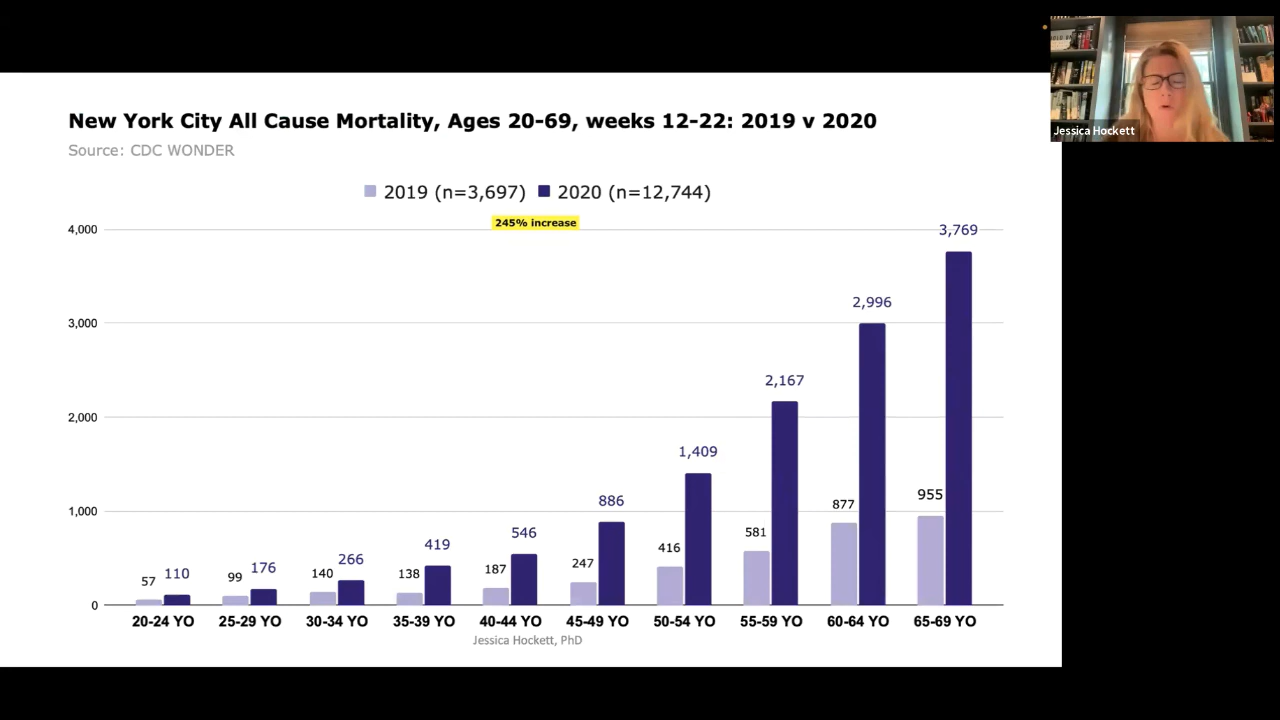 New York City All Cause Mortality, Ages 20-69, weeks 12-22: 2019 v 2020
Source: CDC WONDER
2019 (n=3,697) 2020 (n=12,744)
245% increase
4,000
3,000
2,000
1,000
0
57 110
99 176
140 266
138 419
187 546
247 886
416 1,409
581 2,167
877 2,996
955 3,769
20-24 YO 25-29 YO 30-34 YO 35-39 YO 40-44 YO 45-49 YO 50-54 YO 55-59 YO 60-64 YO 65-69 YO
Jessica Hockett, PhD
Jessica Hockett